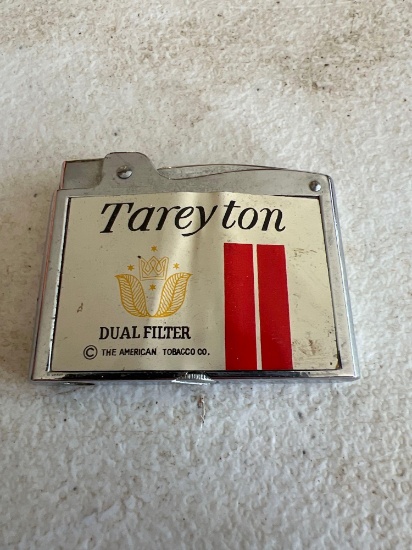 Tareyton
DUAL FILTER
© THE AMERICAN TOBACCO CO.